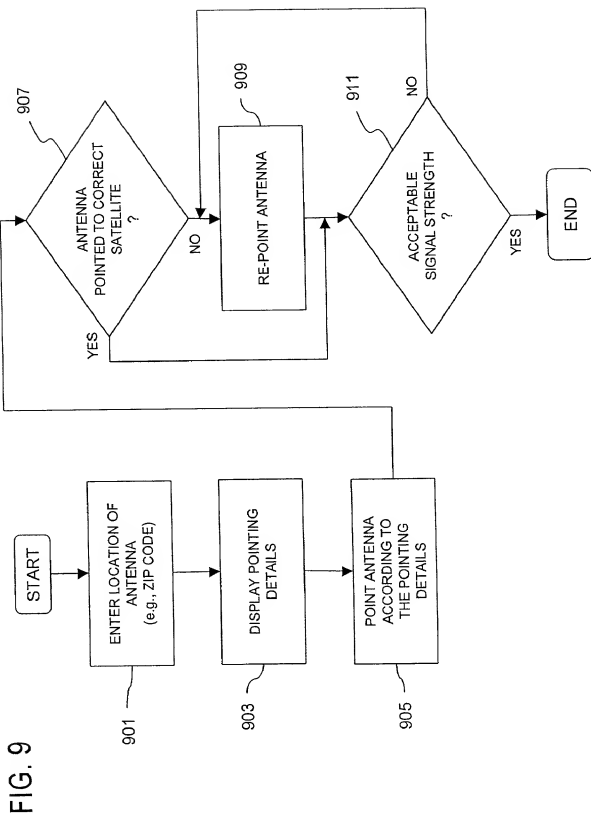 FIG. 9
START
ENTER LOCATION OF
ANTENNA
(e.g., ZIP CODE)
901
DISPLAY POINTING
DETAILS
903
POINT ANTENNA
ACCORDING TO
THE POINTING
DETAILS
905
ANTENNA
POINTED TO CORRECT
SATELLITE
?
907
YES
NO
RE-POINT ANTENNA
909
ACCEPTABLE
SIGNAL STRENGTH
?
911
NO
YES
END